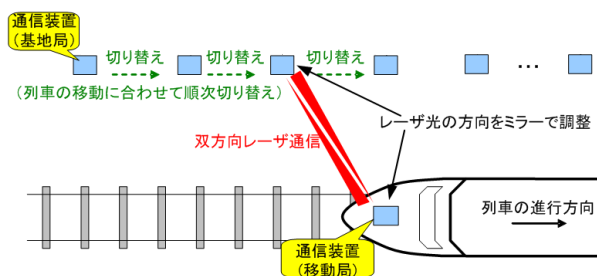 通信装置
(基地局)
切り替え
切り替え
切り替え
…
(列車の移動に合わせて順次切り替え)
レーザ光の方向をミラーで調整
双方向レーザ通信
列車の進行方向
通信装置
(移動局)